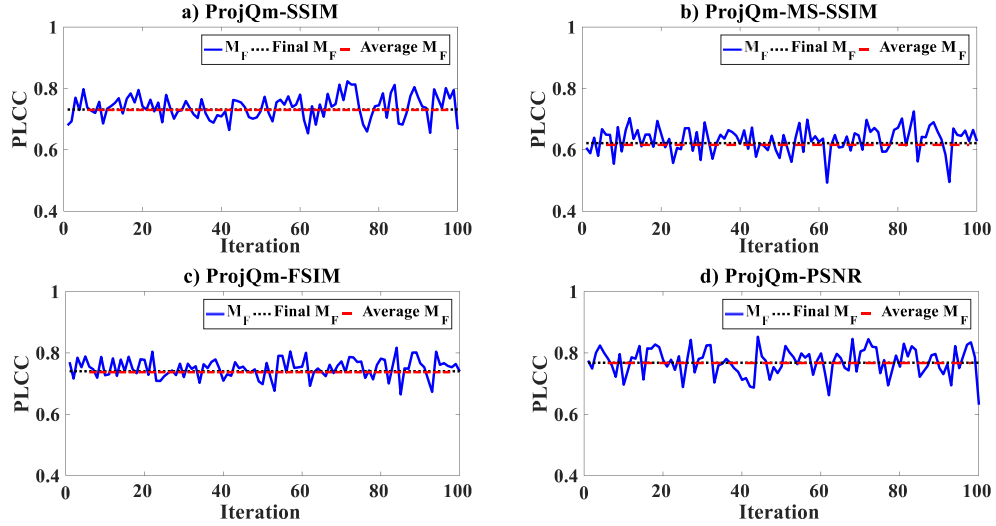 a) ProjQm-SSIM
PLCC
1
0.8
0.6
0.4
M_F Final M_F Average M_F
0 20 40 60 80 100
Iteration
b) ProjQm-MS-SSIM
PLCC
1
0.8
0.6
0.4
M_F Final M_F Average M_F
0 20 40 60 80 100
Iteration
c) ProjQm-FSIM
PLCC
1
0.8
0.6
0.4
M_F Final M_F Average M_F
0 20 40 60 80 100
Iteration
d) ProjQm-PSNR
PLCC
1
0.8
0.6
0.4
M_F Final M_F Average M_F
0 20 40 60 80 100
Iteration